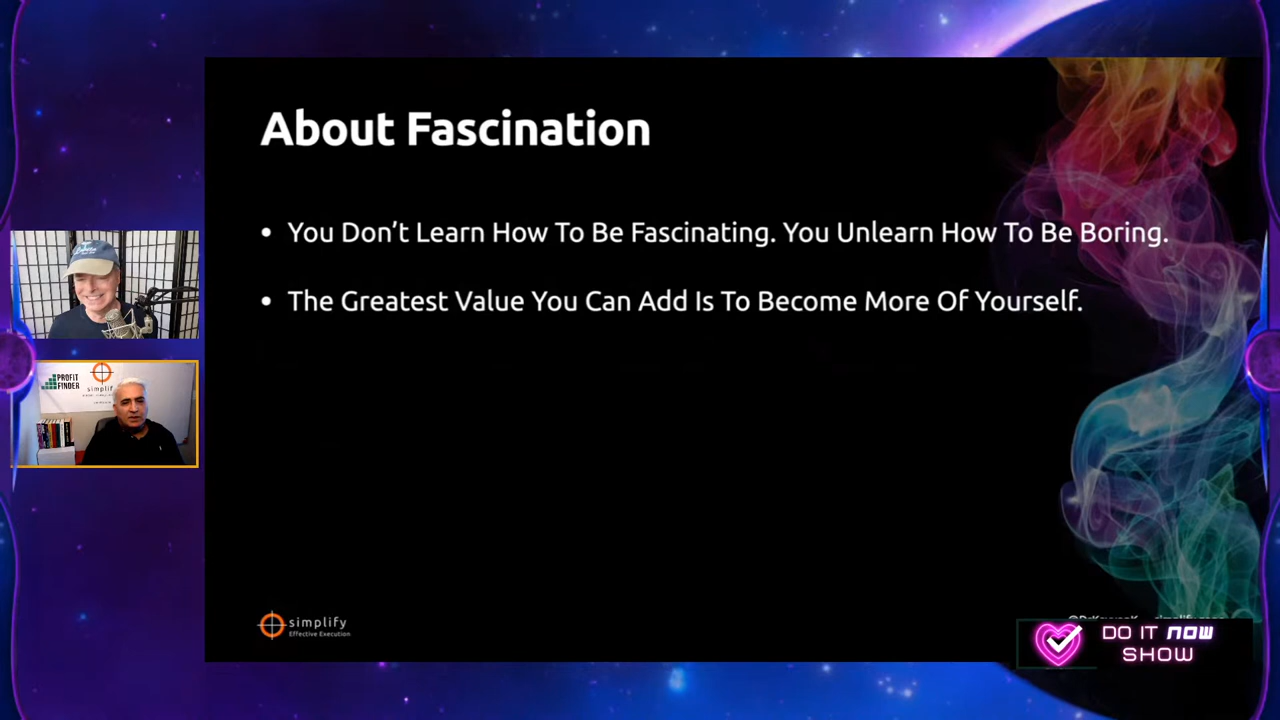 About Fascination
• You Don't Learn How To Be Fascinating. You Unlearn How To Be Boring.
• The Greatest Value You Can Add Is To Become More Of Yourself.
PROFIT
FINDER
simplify
simplify
Effective Execution
DO IT NOW
SHOW